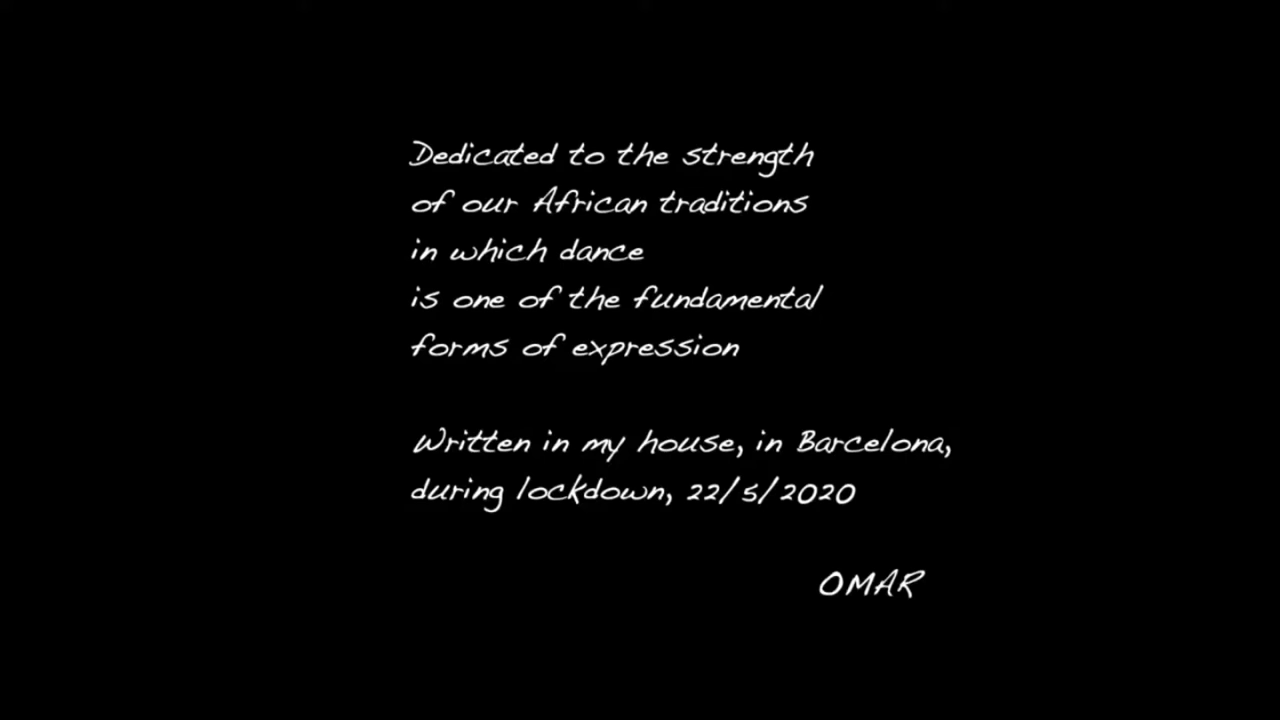 Dedicated to the strength
of our African traditions
in which dance
is one of the fundamental
forms of expression
Written in my house, in Barcelona,
during lockdown, 22/5/2020
OMAR